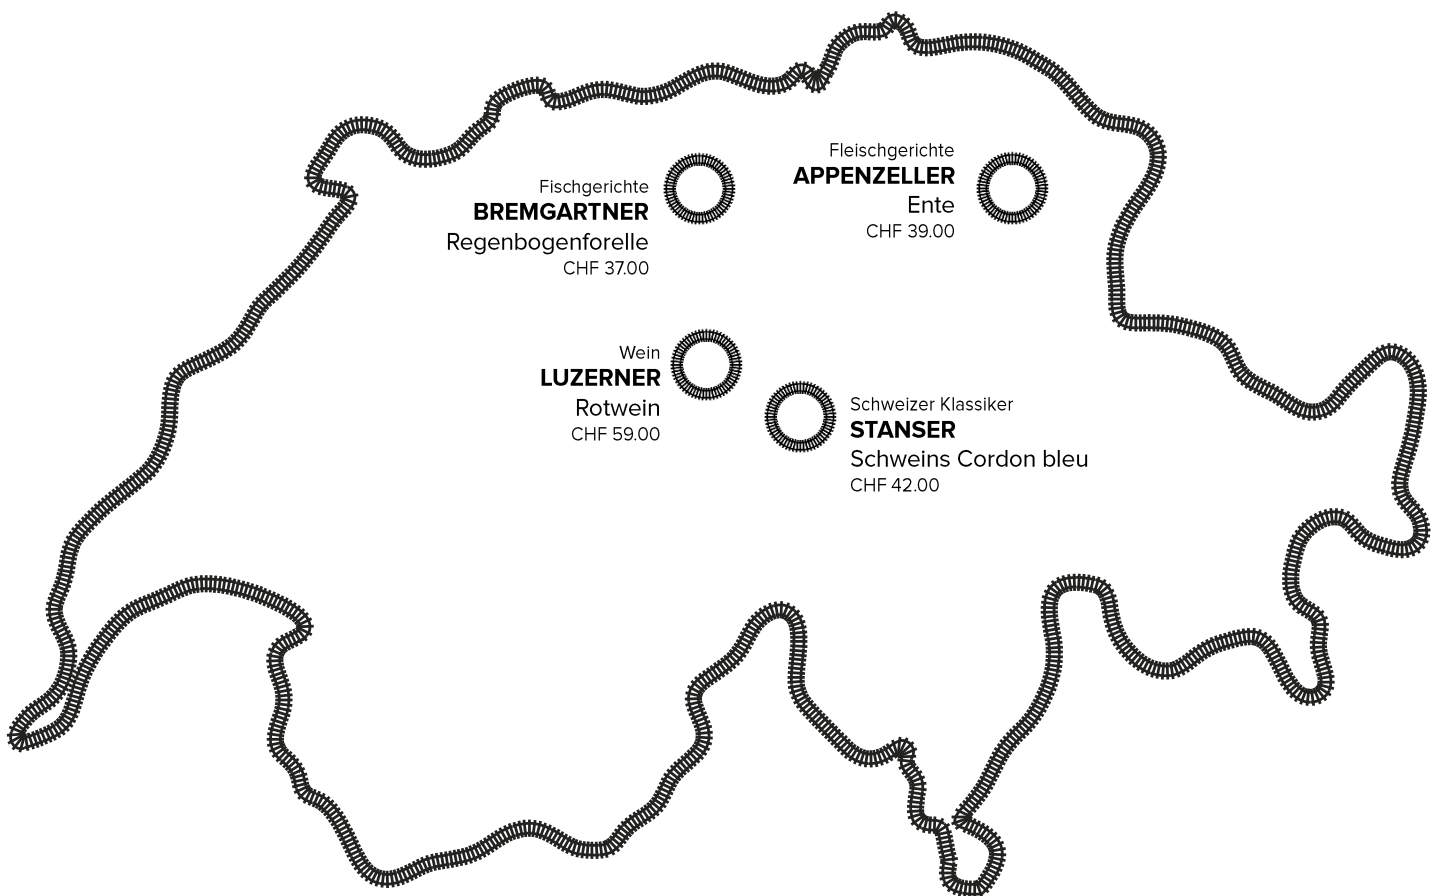 Fleischgerichte
APPENZELLER
Ente
CHF 39.00
Fischgerichte
BREMGARTNER
Regenbogenforelle
CHF 37.00
Wein
LUZERNER
Rotwein
CHF 59.00
Schweizer Klassiker
STANSER
Schweins Cordon bleu
CHF 42.00